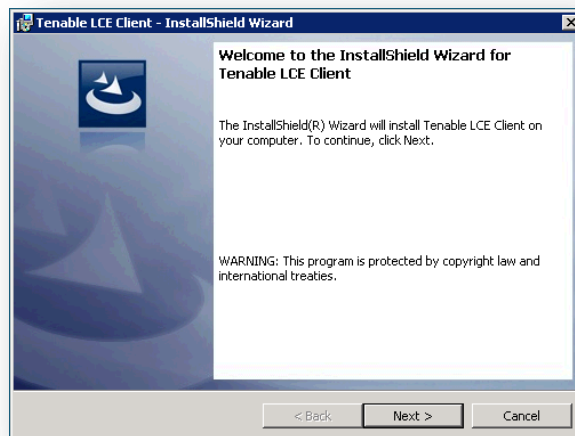 Tenable LCE Client - InstallShield Wizard
Welcome to the InstallShield Wizard for
Tenable LCE Client
The InstallShield(R) Wizard will install Tenable LCE Client on
your computer. To continue, click Next.
WARNING: This program is protected by copyright law and
international treaties.
< Back
Next >
Cancel